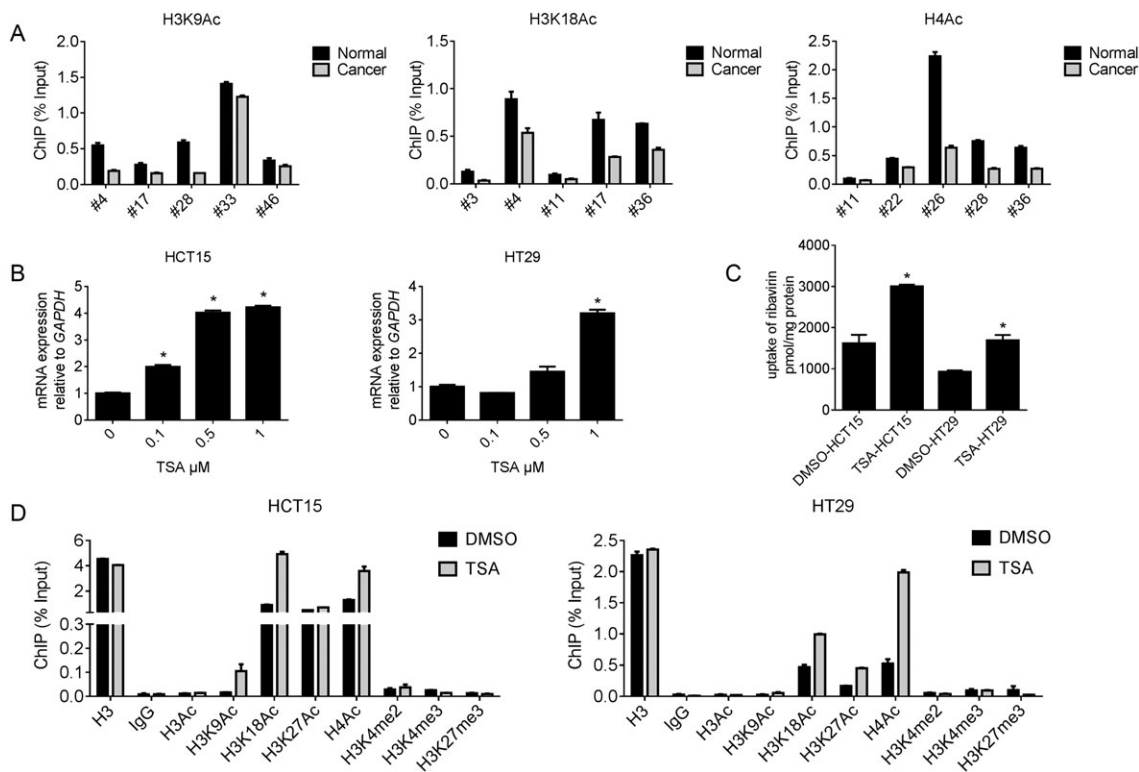 A
H3K9Ac
ChIP (% Input)
2.0
1.5
1.0
0.5
0.0
Normal
Cancer
#4
#17
#28
#33
#46
H3K18Ac
ChIP (% Input)
1.5
1.0
0.5
0.0
Normal
Cancer
#3
#4
#11
#17
#36
H4Ac
ChIP (% Input)
2.5
2.0
1.5
1.0
0.5
0.0
Normal
Cancer
#11
#22
#26
#28
#36
B
HCT15
mRNA expression
relative to GAPDH
5
4
3
2
1
0
*
*
*
0
0.1
0.5
1
TSA µM
HT29
mRNA expression
relative to GAPDH
4
3
2
1
0
*
0
0.1
0.5
1
TSA µM
C
uptake of ribavirin
pmol/mg protein
4000
3000
2000
1000
0
*
*
DMSO-HCT15
TSA-HCT15
DMSO-HT29
TSA-HT29
D
HCT15
ChIP (% Input)
6
4
2
0.3
0.2
0.1
0.0
DMSO
TSA
H3
IgG
H3Ac
H3K9Ac
H3K18Ac
H3K27Ac
H4Ac
H3K4me2
H3K4me3
H3K27me3
HT29
ChIP (% Input)
2.5
2.0
1.5
1.0
0.5
0.0
DMSO
TSA
H3
IgG
H3Ac
H3K9Ac
H3K18Ac
H3K27Ac
H4Ac
H3K4me2
H3K4me3
H3K27me3